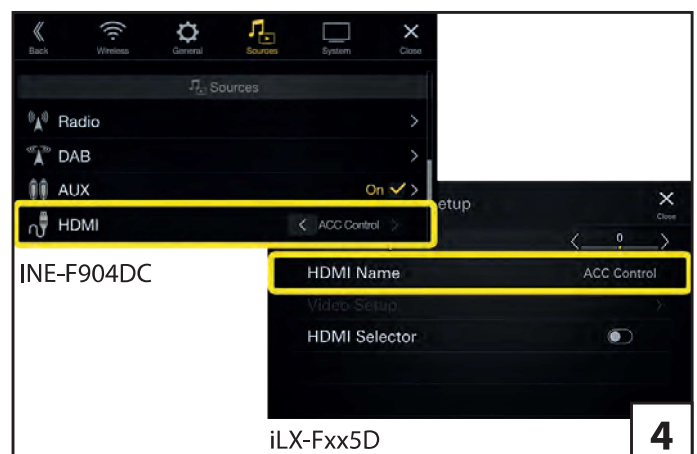 Back Wireless General Sources System Close
Sources
Radio
DAB
AUX On
HDMI ACC Control
INE-F904DC
etup
Close
0
HDMI Name ACC Control
Video Setup
HDMI Selector
iLX-Fxx5D
4